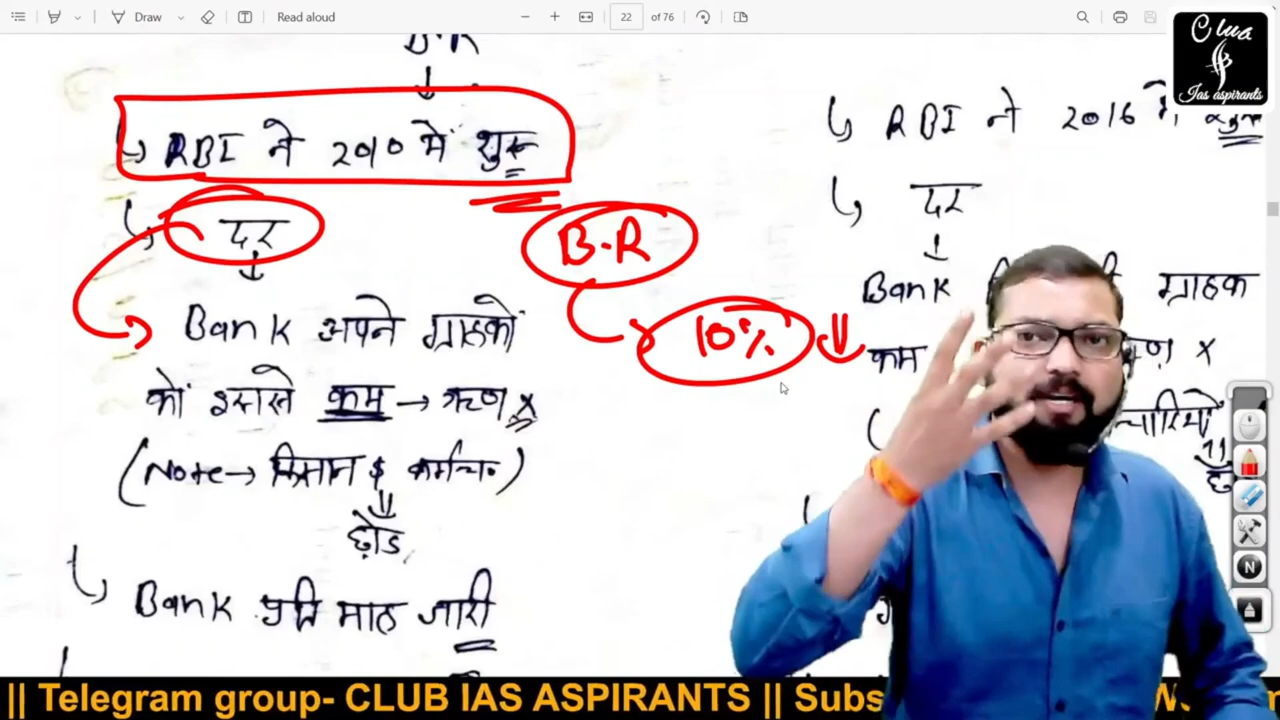 Draw
Read aloud
22
of 76
Clua
Ias aspirants
B.R
RBI ने 2010 में शुरू
दर
B.R
10%
Bank अपने ग्राहकों
को इससे कम → ऋण x
(Note → किसान & कर्मचा०)
छोड़
Bank प्रति माह जारी
RBI ने 2016 में शुरू
दर
Bank ग्राहक
कम ऋण x
|| Telegram group- CLUB IAS ASPIRANTS || Subs